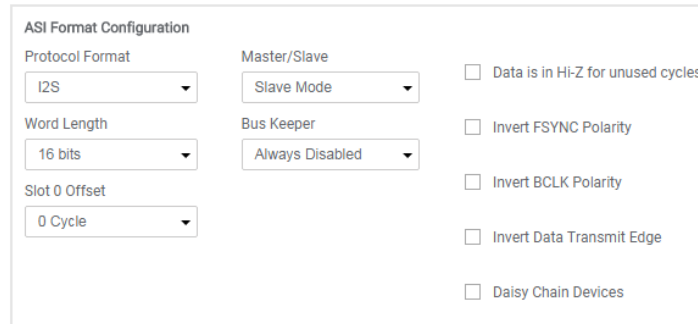 ASI Format Configuration
Protocol Format
I2S
Word Length
16 bits
Slot 0 Offset
0 Cycle
Master/Slave
Slave Mode
Bus Keeper
Always Disabled
Data is in Hi-Z for unused cycles
Invert FSYNC Polarity
Invert BCLK Polarity
Invert Data Transmit Edge
Daisy Chain Devices